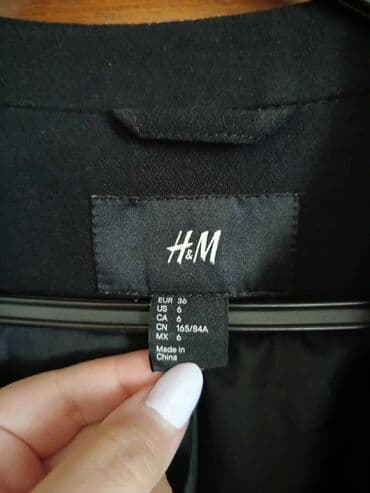 H&M
EUR 36
US 6
CA 6
CN 165/84A
MX 6
Made in
China